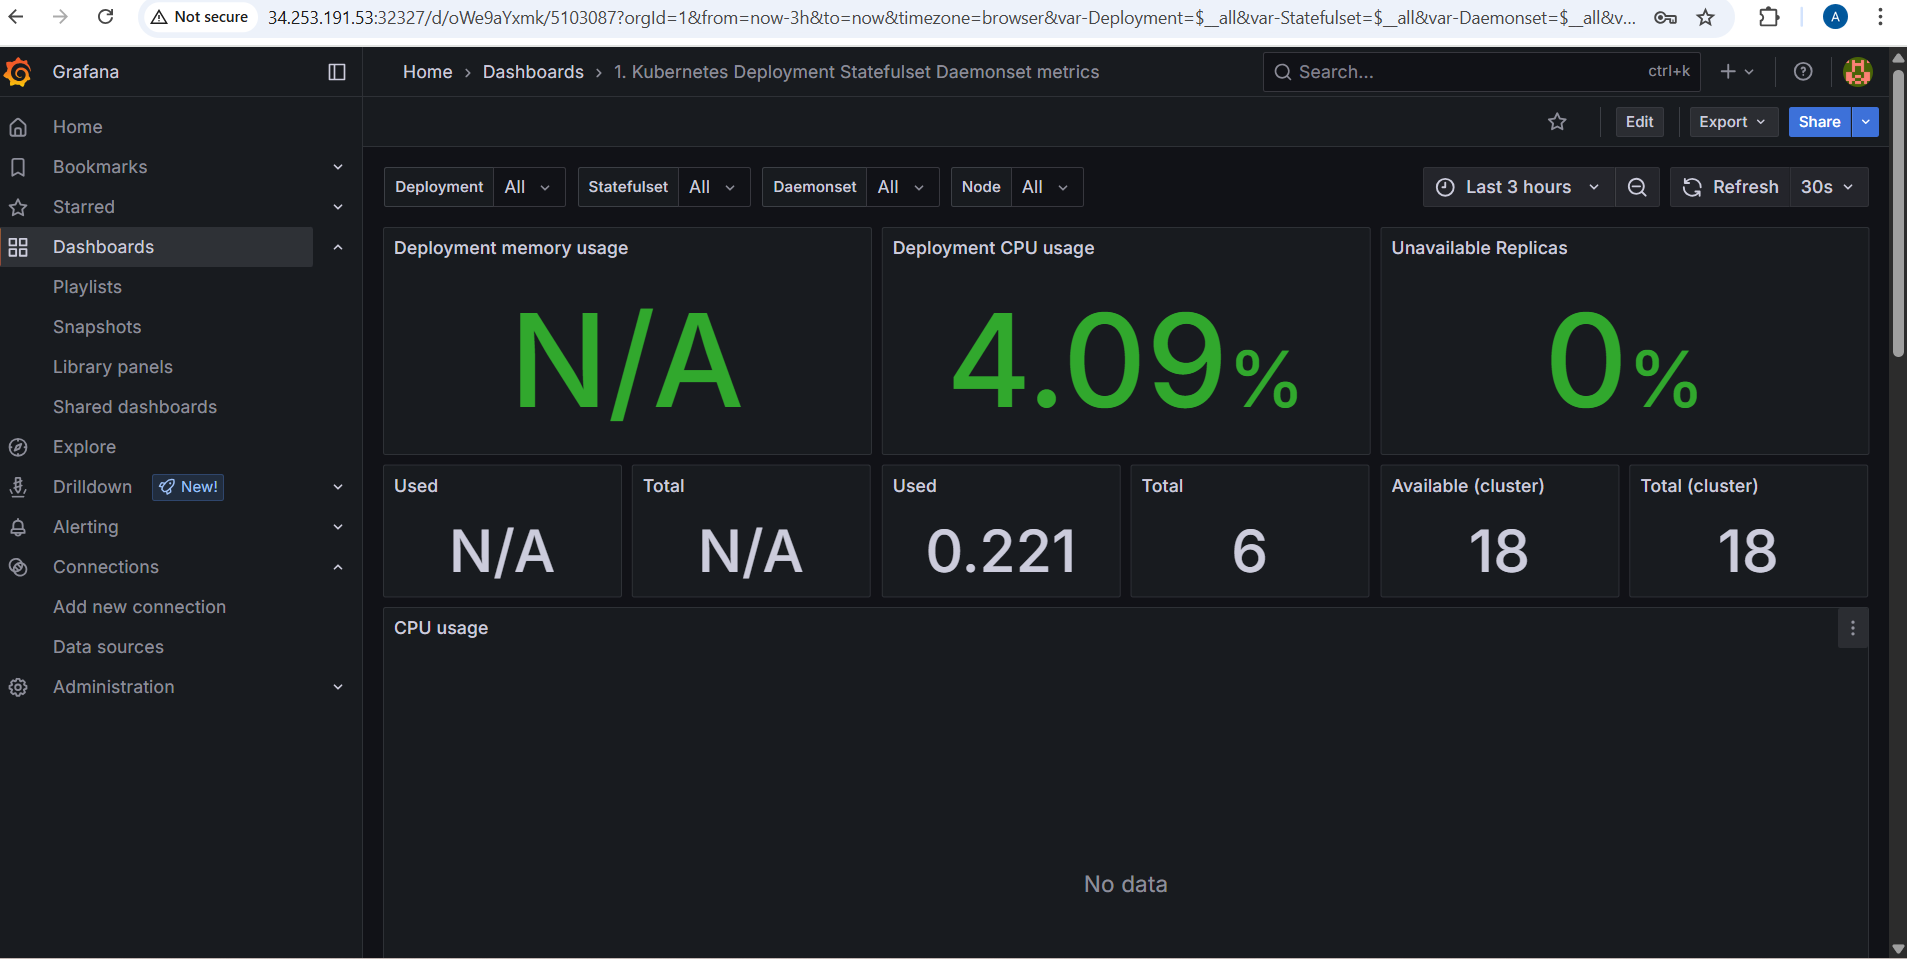 Not secure 34.253.191.53:32327/d/oWe9aYxmk/5103087?orgId=1&from=now-3h&to=now&timezone=browser&var-Deployment=$__all&var-Statefulset=$__all&var-Daemonset=$__all&v... A
Grafana
Home › Dashboards › 1. Kubernetes Deployment Statefulset Daemonset metrics
Search... ctrl+k
Edit Export Share
Home
Bookmarks
Starred
Dashboards
Playlists
Snapshots
Library panels
Shared dashboards
Explore
Drilldown New!
Alerting
Connections
Add new connection
Data sources
Administration
Deployment All Statefulset All Daemonset All Node All
Last 3 hours Refresh 30s
Deployment memory usage
N/A
Deployment CPU usage
4.09%
Unavailable Replicas
0%
Used
N/A
Total
N/A
Used
0.221
Total
6
Available (cluster)
18
Total (cluster)
18
CPU usage
No data